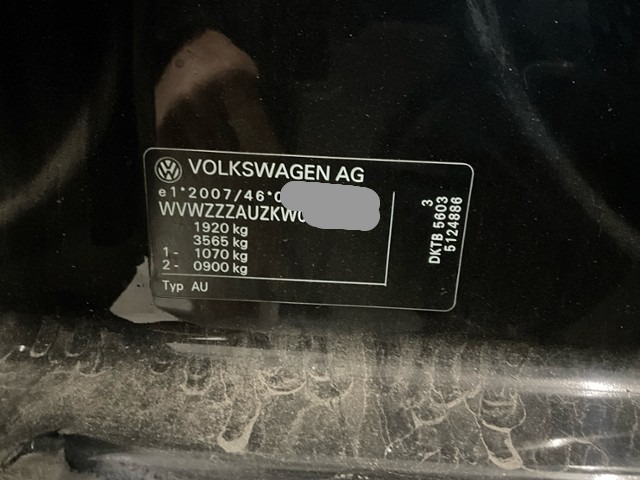 VOLKSWAGEN AG
e1*2007/46*0
WVWZZZAUZKW0
1920 kg
3565 kg
1- 1070 kg
2- 0900 kg
Typ AU
3
DKTB 5603
5124886